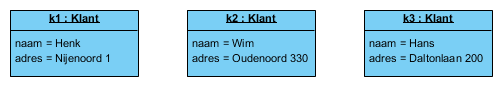 k1 : Klant
naam = Henk
adres = Nijenoord 1
k2 : Klant
naam = Wim
adres = Oudenoord 330
k3 : Klant
naam = Hans
adres = Daltonlaan 200